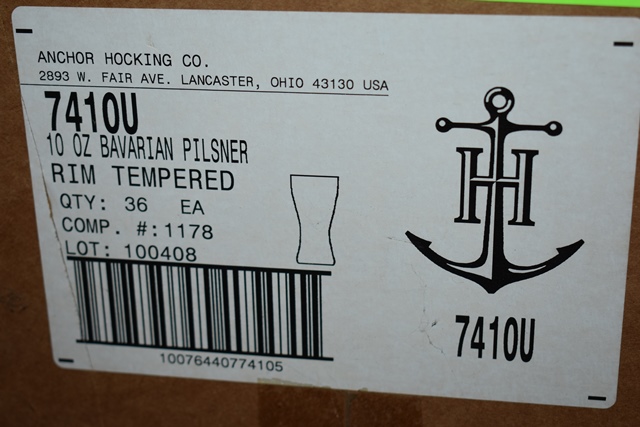 ANCHOR HOCKING CO.
2893 W. FAIR AVE. LANCASTER, OHIO 43130 USA
7410U
10 OZ BAVARIAN PILSNER
RIM TEMPERED
QTY: 36 EA
COMP. #:1178
LOT: 100408
10076440774105
H
7410U